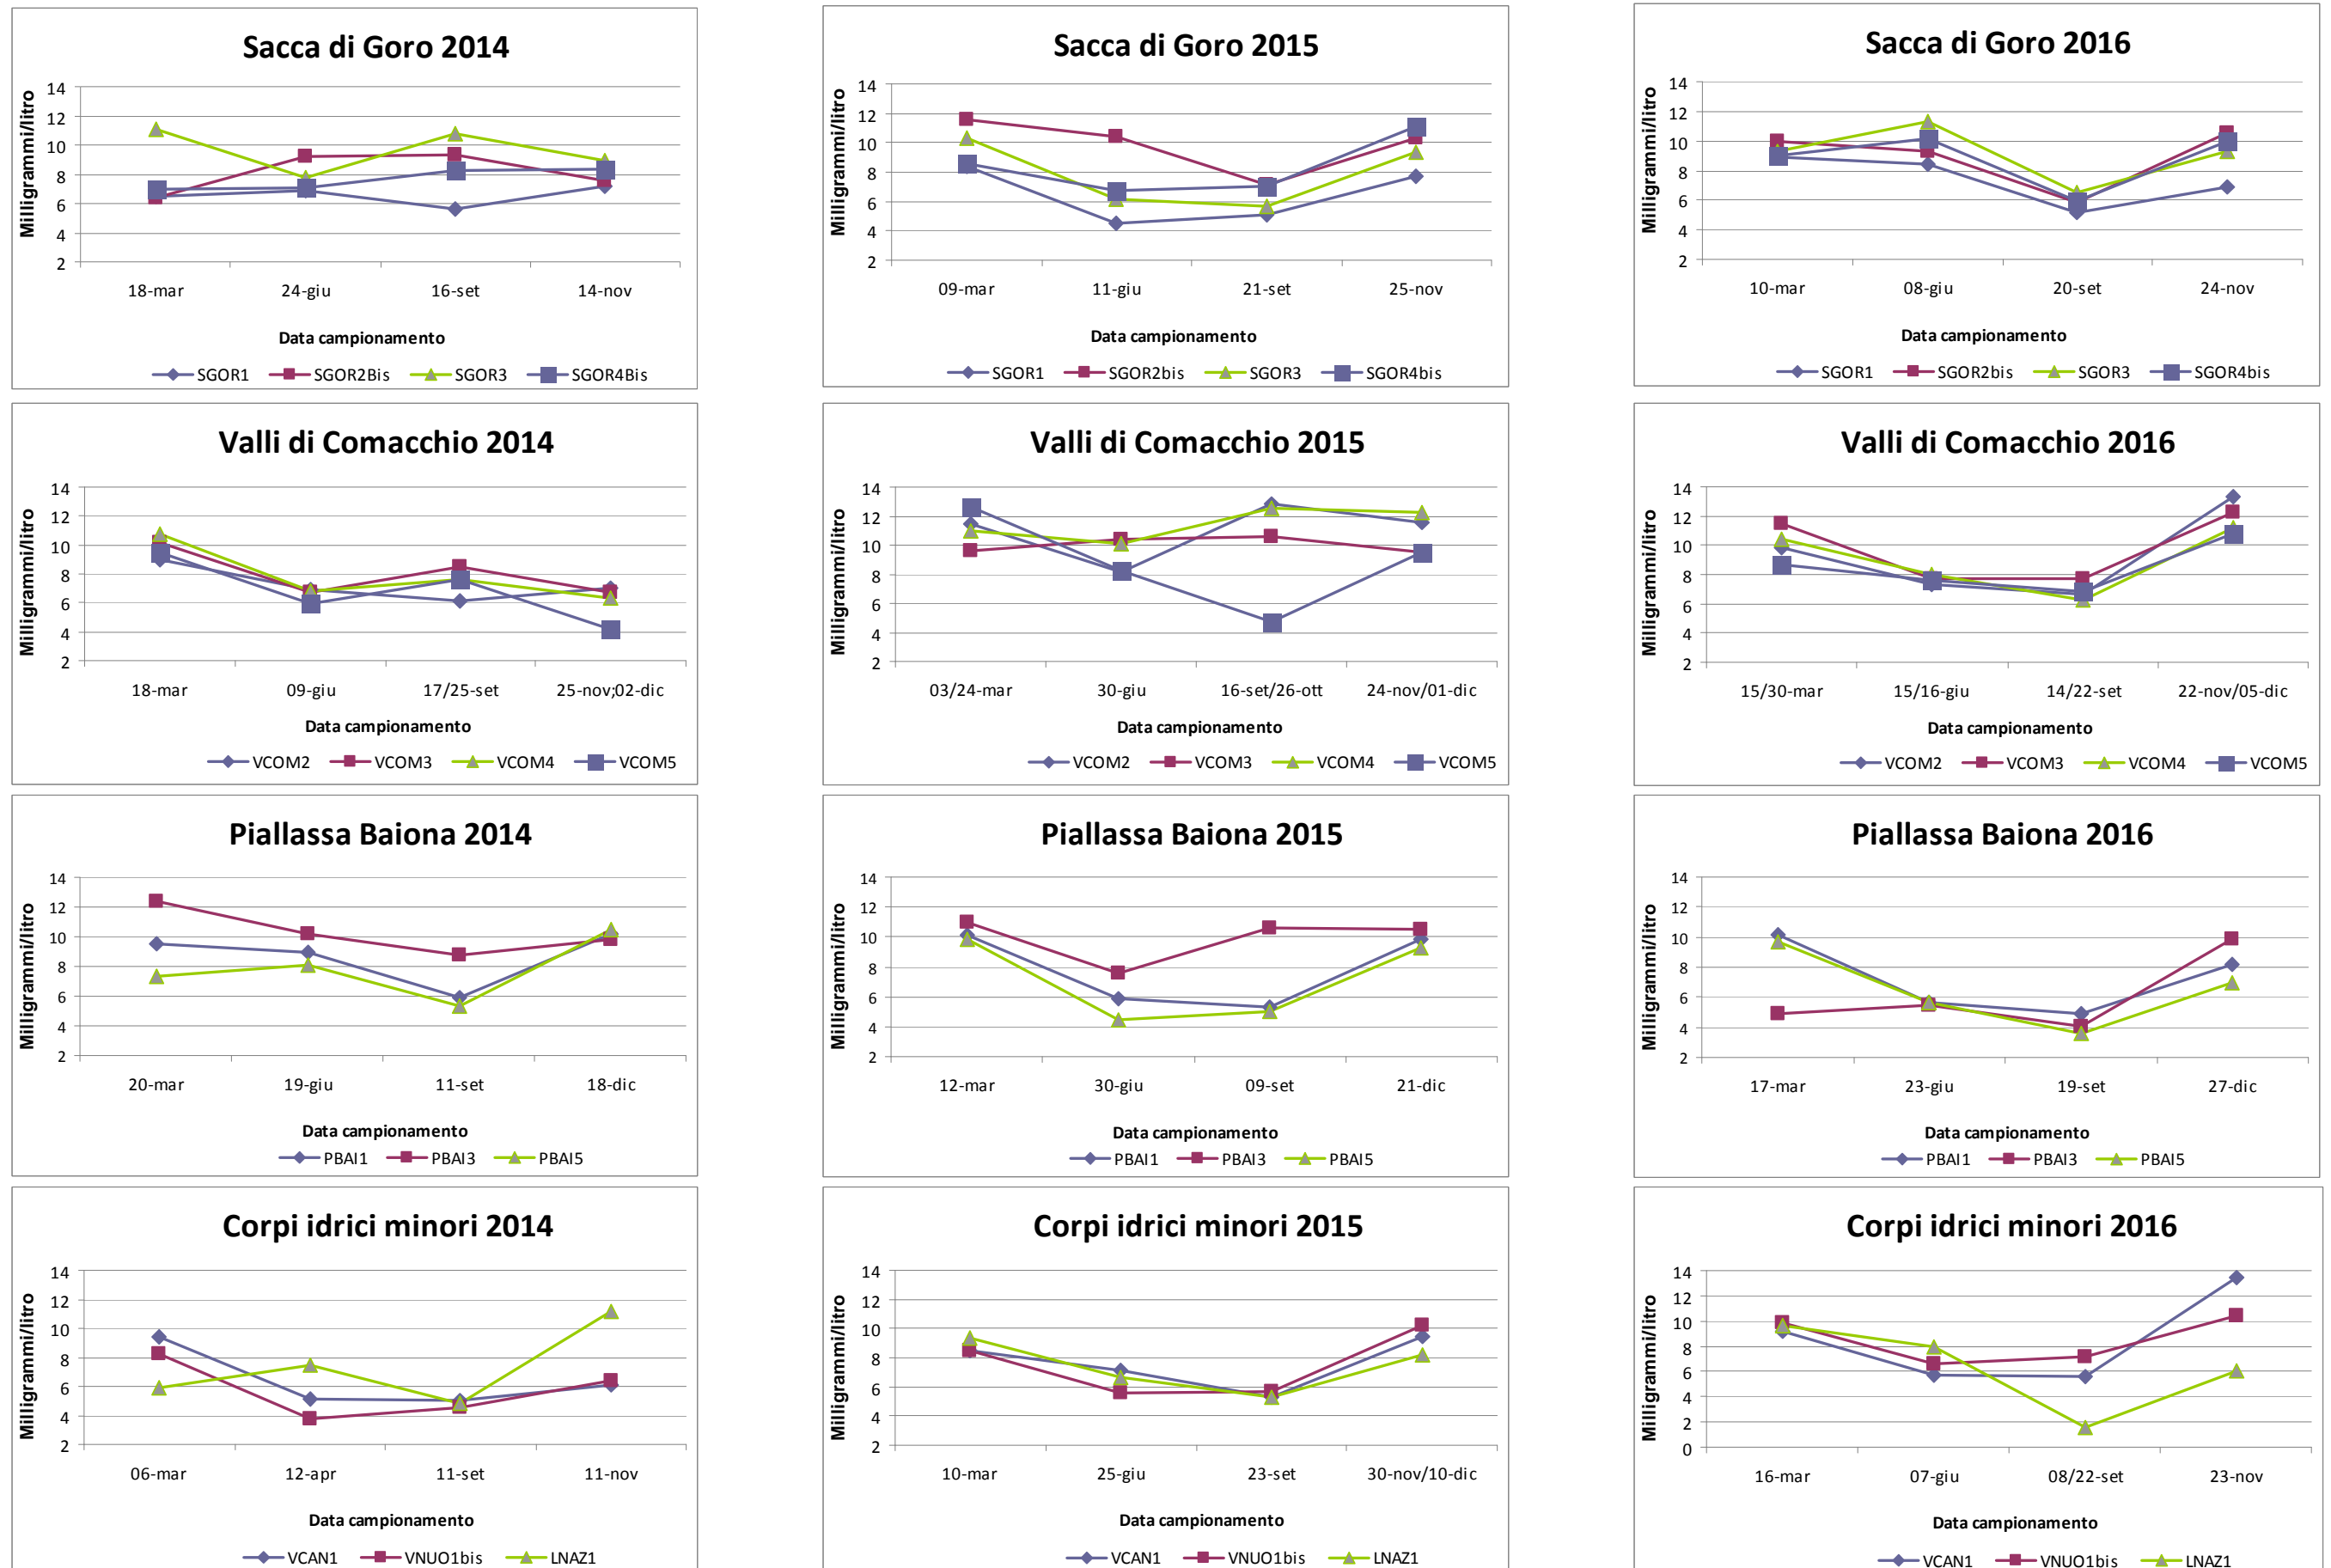 Sacca di Goro 2014
Milligrammi/litro
14
12
10
8
6
4
2
18-mar 24-giu 16-set 14-nov
Data campionamento
SGOR1 SGOR2Bis SGOR3 SGOR4Bis
Sacca di Goro 2015
Milligrammi/litro
14
12
10
8
6
4
2
09-mar 11-giu 21-set 25-nov
Data campionamento
SGOR1 SGOR2bis SGOR3 SGOR4bis
Sacca di Goro 2016
Milligrammi/litro
14
12
10
8
6
4
2
10-mar 08-giu 20-set 24-nov
Data campionamento
SGOR1 SGOR2bis SGOR3 SGOR4bis
Valli di Comacchio 2014
Milligrammi/litro
14
12
10
8
6
4
2
18-mar 09-giu 17/25-set 25-nov;02-dic
Data campionamento
VCOM2 VCOM3 VCOM4 VCOM5
Valli di Comacchio 2015
Milligrammi/litro
14
12
10
8
6
4
2
03/24-mar 30-giu 16-set/26-ott 24-nov/01-dic
Data campionamento
VCOM2 VCOM3 VCOM4 VCOM5
Valli di Comacchio 2016
Milligrammi/litro
14
12
10
8
6
4
2
15/30-mar 15/16-giu 14/22-set 22-nov/05-dic
Data campionamento
VCOM2 VCOM3 VCOM4 VCOM5
Piallassa Baiona 2014
Milligrammi/litro
14
12
10
8
6
4
2
20-mar 19-giu 11-set 18-dic
Data campionamento
PBAI1 PBAI3 PBAI5
Piallassa Baiona 2015
Milligrammi/litro
14
12
10
8
6
4
2
12-mar 30-giu 09-set 21-dic
Data campionamento
PBAI1 PBAI3 PBAI5
Piallassa Baiona 2016
Milligrammi/litro
14
12
10
8
6
4
2
17-mar 23-giu 19-set 27-dic
Data campionamento
PBAI1 PBAI3 PBAI5
Corpi idrici minori 2014
Milligrammi/litro
14
12
10
8
6
4
2
06-mar 12-apr 11-set 11-nov
Data campionamento
VCAN1 VNUO1bis LNAZ1
Corpi idrici minori 2015
Milligrammi/litro
14
12
10
8
6
4
2
10-mar 25-giu 23-set 30-nov/10-dic
Data campionamento
VCAN1 VNUO1bis LNAZ1
Corpi idrici minori 2016
Milligrammi/litro
14
12
10
8
6
4
2
0
16-mar 07-giu 08/22-set 23-nov
Data campionamento
VCAN1 VNUO1bis LNAZ1